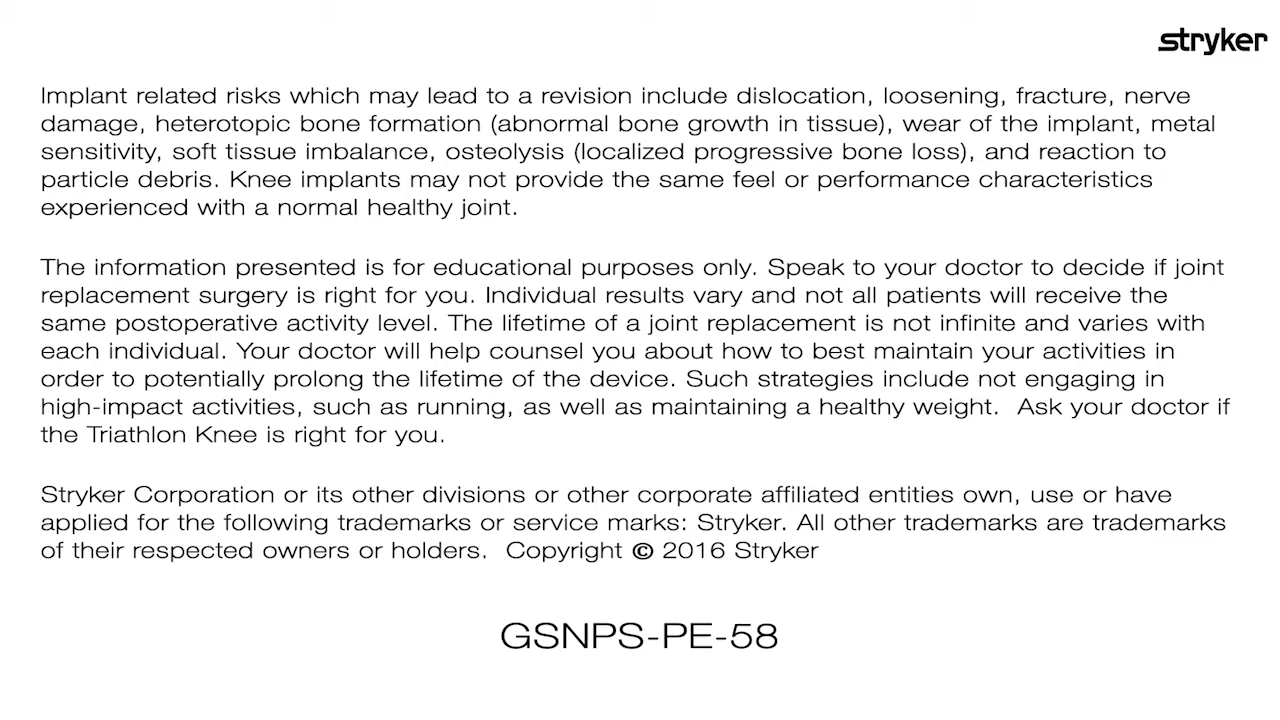 stryker
Implant related risks which may lead to a revision include dislocation, loosening, fracture, nerve
damage, heterotopic bone formation (abnormal bone growth in tissue), wear of the implant, metal
sensitivity, soft tissue imbalance, osteolysis (localized progressive bone loss), and reaction to
particle debris. Knee implants may not provide the same feel or performance characteristics
experienced with a normal healthy joint.
The information presented is for educational purposes only. Speak to your doctor to decide if joint
replacement surgery is right for you. Individual results vary and not all patients will receive the
same postoperative activity level. The lifetime of a joint replacement is not infinite and varies with
each individual. Your doctor will help counsel you about how to best maintain your activities in
order to potentially prolong the lifetime of the device. Such strategies include not engaging in
high-impact activities, such as running, as well as maintaining a healthy weight.  Ask your doctor if
the Triathlon Knee is right for you.
Stryker Corporation or its other divisions or other corporate affiliated entities own, use or have
applied for the following trademarks or service marks: Stryker. All other trademarks are trademarks
of their respected owners or holders.  Copyright © 2016 Stryker
GSNPS-PE-58